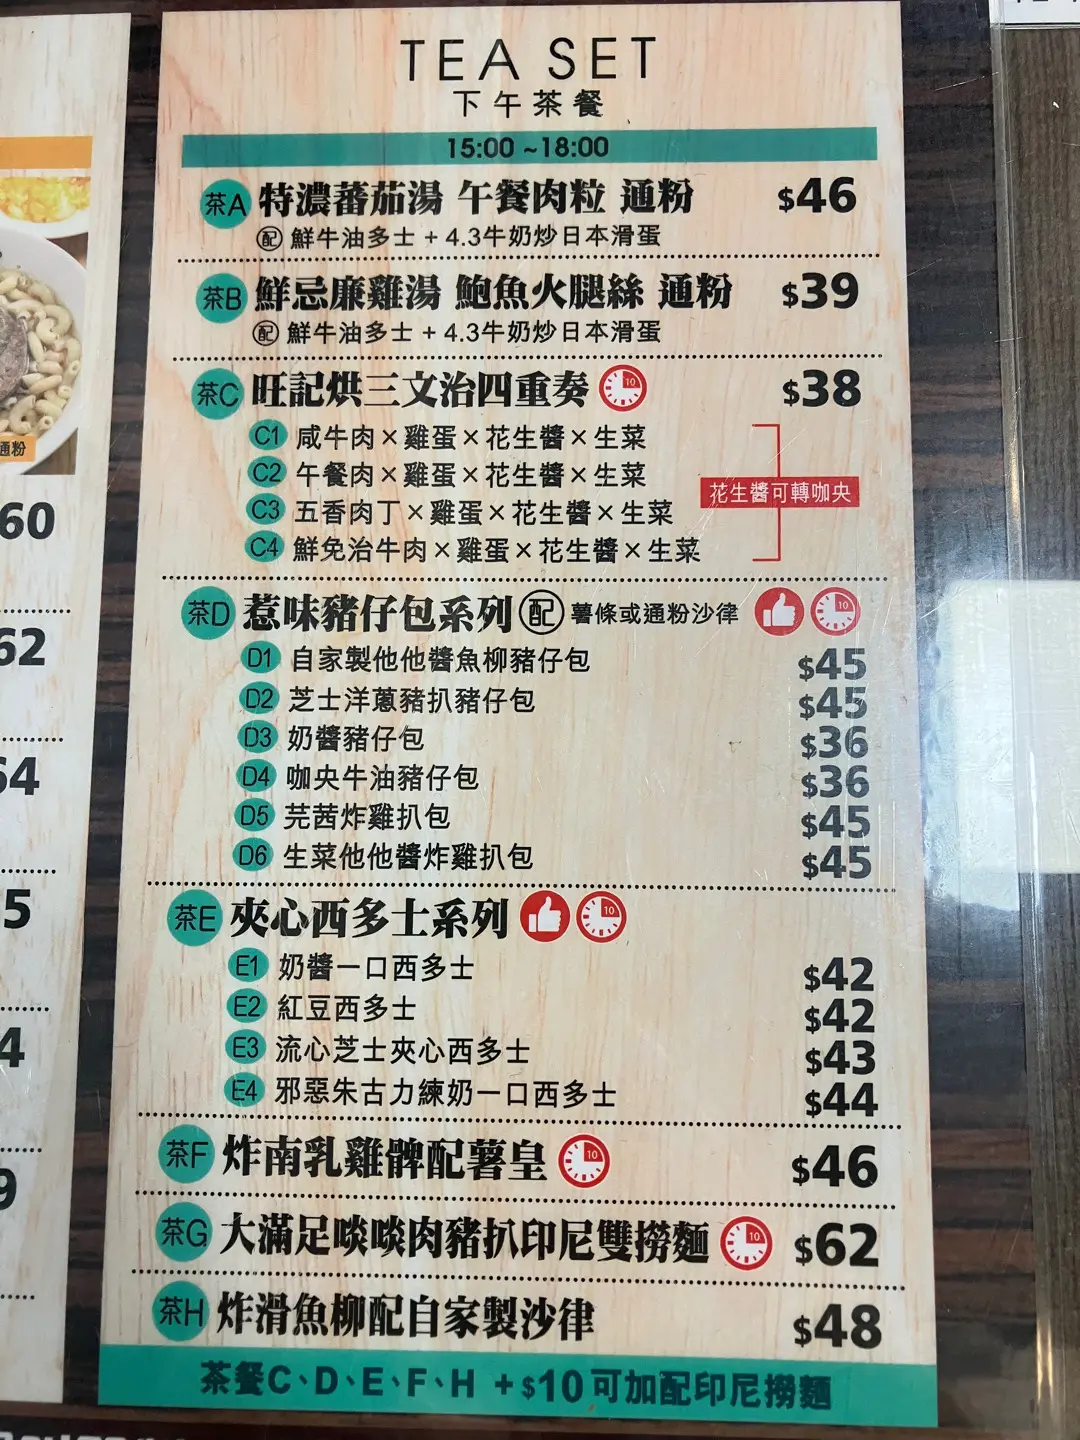 TEA SET
下午茶餐
15:00 ~18:00
茶A 特濃蕃茄湯 午餐肉粒 通粉 $46
配 鮮牛油多士 + 4.3牛奶炒日本滑蛋
茶B 鮮忌廉雞湯 鮑魚火腿絲 通粉 $39
配 鮮牛油多士 + 4.3牛奶炒日本滑蛋
茶C 旺記烘三文治四重奏 10 $38
C1 咸牛肉×雞蛋×花生醬×生菜
C2 午餐肉×雞蛋×花生醬×生菜
花生醬可轉咖央
C3 五香肉丁×雞蛋×花生醬×生菜
C4 鮮免治牛肉×雞蛋×花生醬×生菜
茶D 惹味豬仔包系列 配 薯條或通粉沙律 10
D1 自家製他他醬魚柳豬仔包 $45
D2 芝士洋蔥豬扒豬仔包 $45
D3 奶醬豬仔包 $36
D4 咖央牛油豬仔包 $36
D5 芫茜炸雞扒包 $45
D6 生菜他他醬炸雞扒包 $45
茶E 夾心西多士系列 10
E1 奶醬一口西多士 $42
E2 紅豆西多士 $42
E3 流心芝士夾心西多士 $43
E4 邪惡朱古力練奶一口西多士 $44
茶F 炸南乳雞髀配薯皇 10 $46
茶G 大滿足啖啖肉豬扒印尼雙撈麵 10 $62
茶H 炸滑魚柳配自家製沙律 $48
茶餐C、D、E、F、H +$10可加配印尼撈麵
通粉
60
62
64
5
4
9